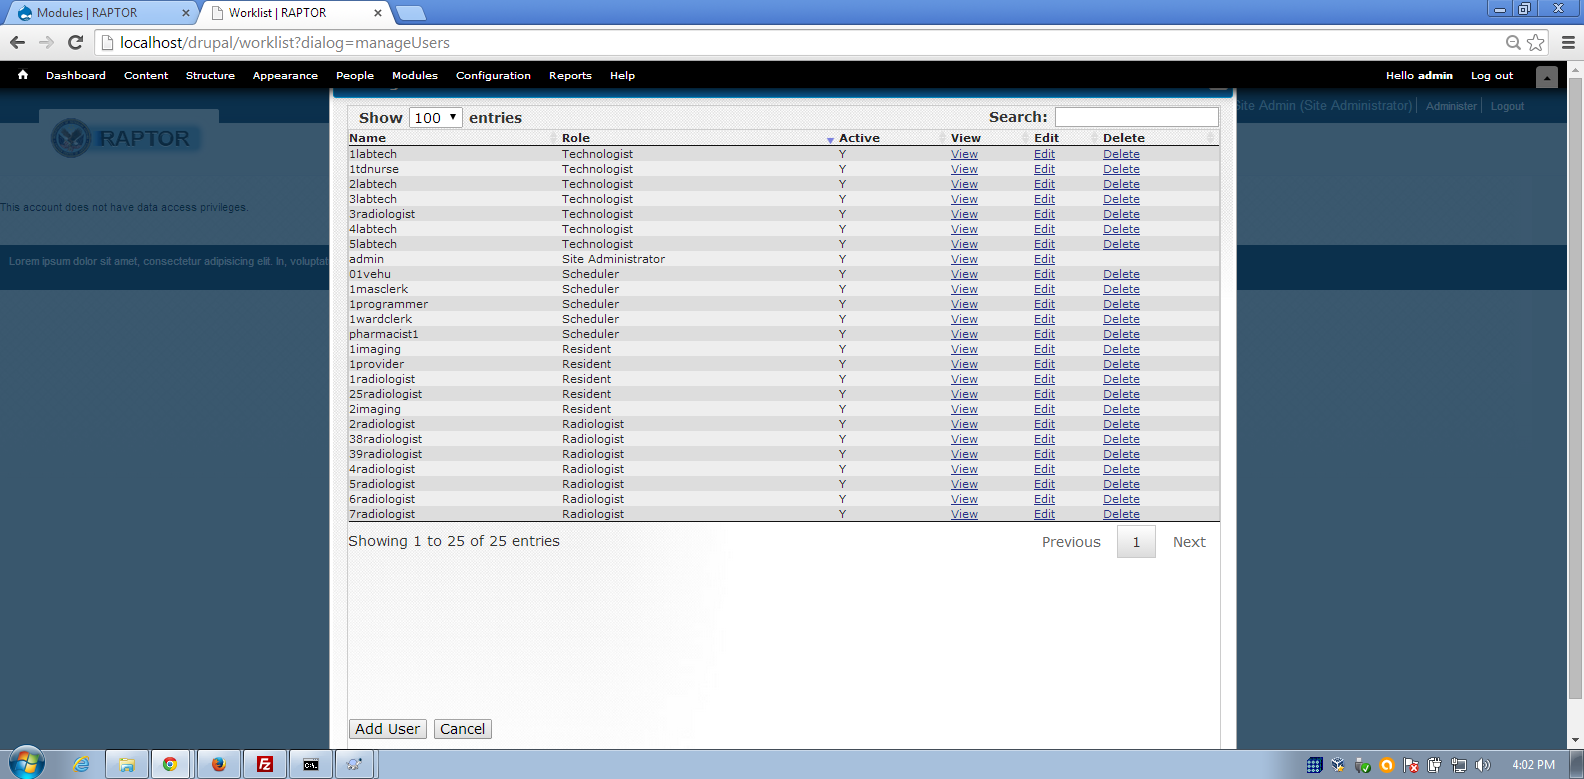 Modules | RAPTOR
Worklist | RAPTOR
localhost/drupal/worklist?dialog=manageUsers
Dashboard Content Structure Appearance People Modules Configuration Reports Help Hello admin Log out
Site Admin (Site Administrator) Administer Logout
RAPTOR
This account does not have data access privileges.
Lorem ipsum dolor sit amet, consectetur adipisicing elit. In, voluptat
Show 100 entries Search:
Name Role Active View Edit Delete
1labtech Technologist Y View Edit Delete
1tdnurse Technologist Y View Edit Delete
2labtech Technologist Y View Edit Delete
3labtech Technologist Y View Edit Delete
3radiologist Technologist Y View Edit Delete
4labtech Technologist Y View Edit Delete
5labtech Technologist Y View Edit Delete
admin Site Administrator Y View Edit
01vehu Scheduler Y View Edit Delete
1masclerk Scheduler Y View Edit Delete
1programmer Scheduler Y View Edit Delete
1wardclerk Scheduler Y View Edit Delete
pharmacist1 Scheduler Y View Edit Delete
1imaging Resident Y View Edit Delete
1provider Resident Y View Edit Delete
1radiologist Resident Y View Edit Delete
25radiologist Resident Y View Edit Delete
2imaging Resident Y View Edit Delete
2radiologist Radiologist Y View Edit Delete
38radiologist Radiologist Y View Edit Delete
39radiologist Radiologist Y View Edit Delete
4radiologist Radiologist Y View Edit Delete
5radiologist Radiologist Y View Edit Delete
6radiologist Radiologist Y View Edit Delete
7radiologist Radiologist Y View Edit Delete
Showing 1 to 25 of 25 entries Previous 1 Next
Add User Cancel
4:02 PM